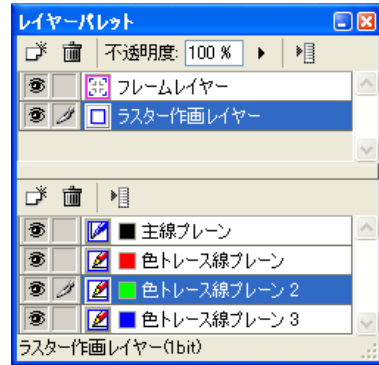 レイヤーパレット
不透明度: 100 %
フレームレイヤー
ラスター作画レイヤー
主線プレーン
色トレース線プレーン
色トレース線プレーン 2
色トレース線プレーン 3
ラスター作画レイヤー(1bit)